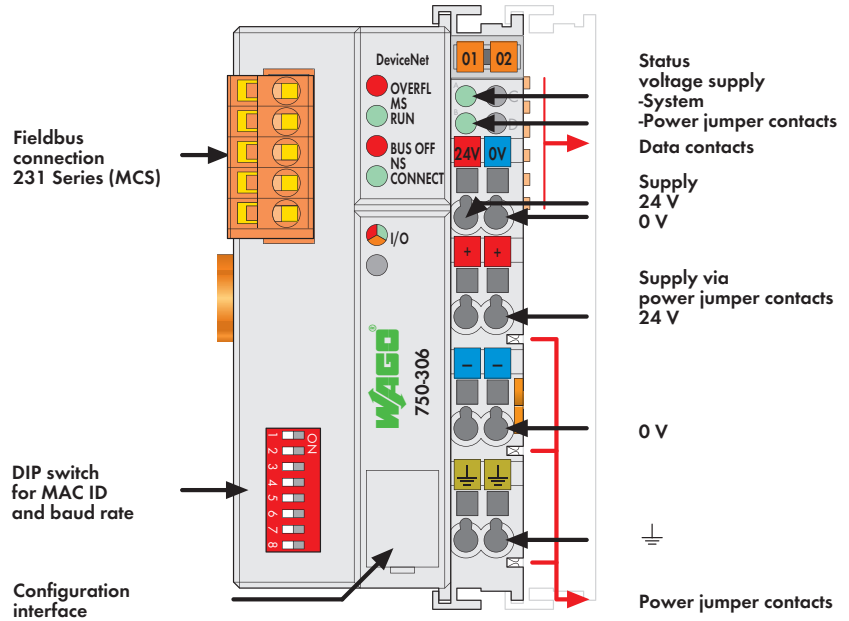 Fieldbus
connection
231 Series (MCS)
DIP switch
for MAC ID
and baud rate
Configuration
interface
DeviceNet
OVERFL
MS
RUN
BUS OFF
NS
CONNECT
I/O
WAGO®
750-306
ON
1
2
3
4
5
6
7
8
01 02
A
C
B
D
24V 0V
+ +
– –
Status
voltage supply
-System
-Power jumper contacts
Data contacts
Supply
24 V
0 V
Supply via
power jumper contacts
24 V
0 V
Power jumper contacts